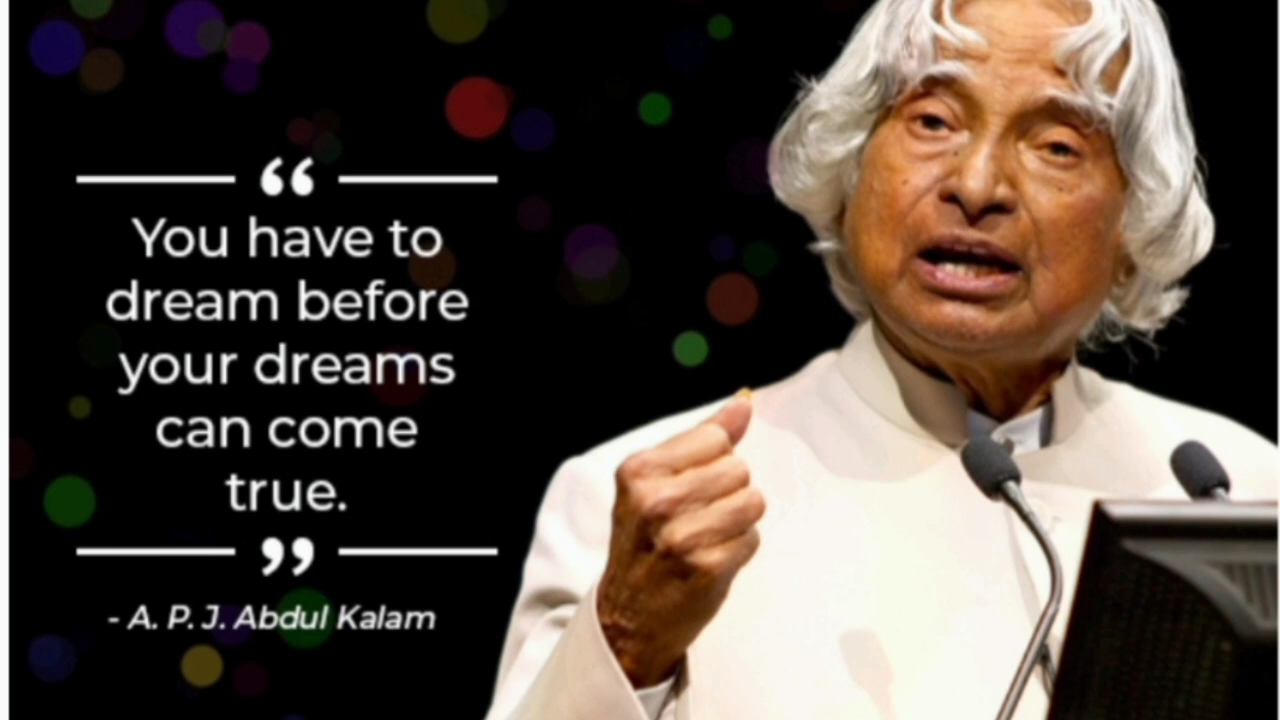 “
You have to
dream before
your dreams
can come
true.
”
- A. P. J. Abdul Kalam